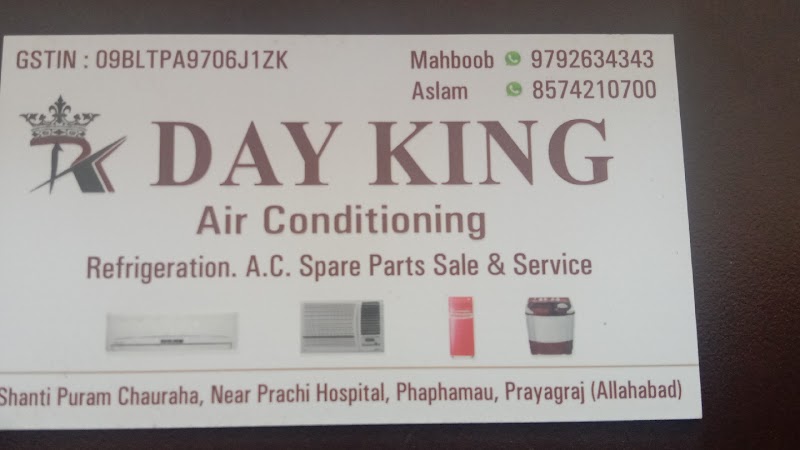 GSTIN : 09BLTPA9706J1ZK
Mahboob 9792634343
Aslam 8574210700
DK
DAY KING
Air Conditioning
Refrigeration. A.C. Spare Parts Sale & Service
Shanti Puram Chauraha, Near Prachi Hospital, Phaphamau, Prayagraj (Allahabad)